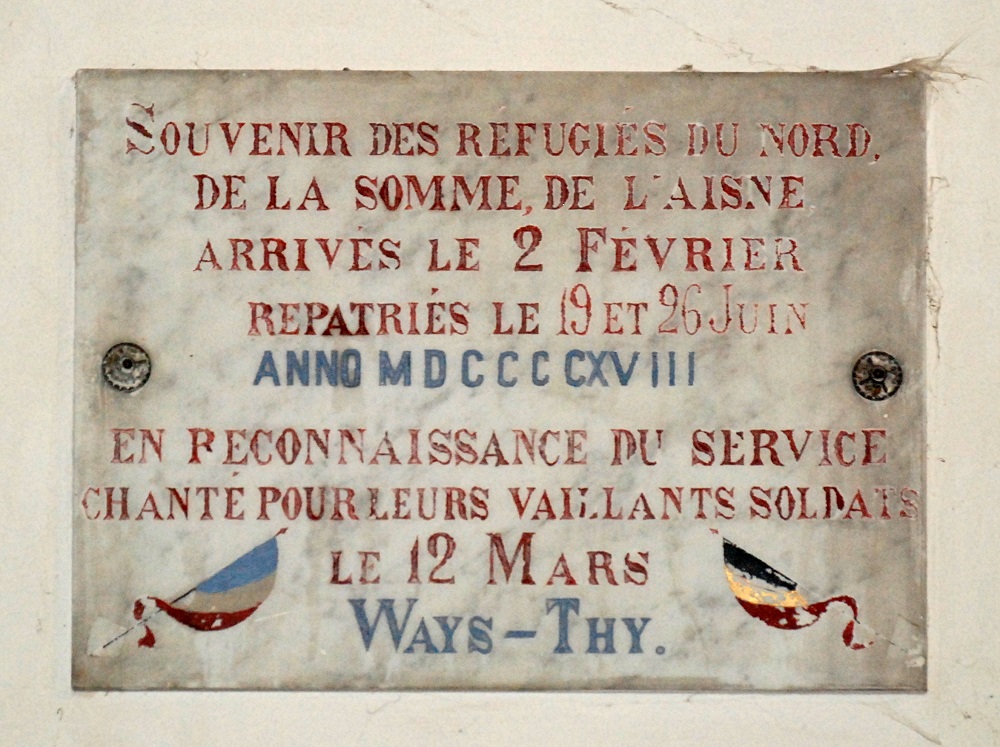 SOUVENIR DES RÉFUGIÉS DU NORD,
DE LA SOMME, DE L'AISNE
ARRIVÉS LE 2 FÉVRIER
REPATRIÉS LE 19 ET 26 JUIN
ANNO MDCCCCXVIII
EN RECONNAISSANCE DU SERVICE
CHANTÉ POUR LEURS VAILLANTS SOLDATS
LE 12 MARS
WAYS-THY.